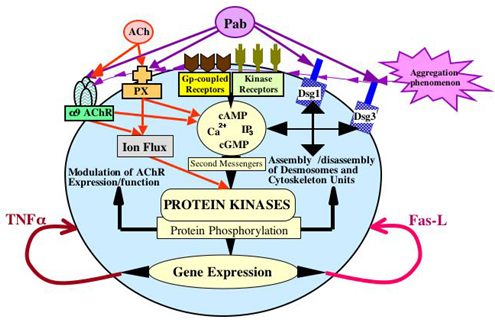 Pab
ACh
Aggregation
phenomenon
PX
Gp-coupled
Receptors
Kinase
Receptors
Dsg1
Dsg3
α9 AChR
cAMP
Ca2+ IP3
cGMP
Ion Flux
Second Messengers
Modulation of AChR
Expression/function
Assembly /disassembly
of Desmosomes and
Cytoskeleton Units
PROTEIN KINASES
Protein Phosphorylation
TNFα
Fas-L
Gene Expression